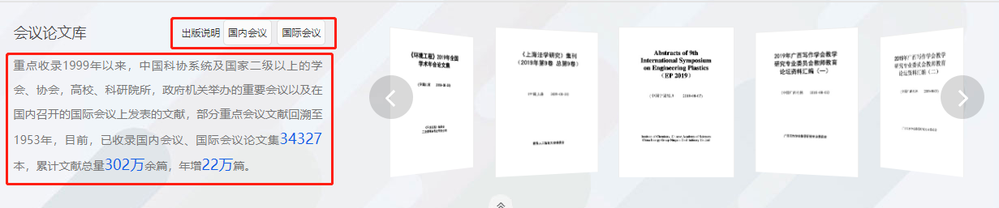 会议论文库
出版说明 国内会议 国际会议
重点收录1999年以来，中国科协系统及国家二级以上的学
会、协会，高校、科研院所，政府机关举办的重要会议以及在
国内召开的国际会议上发表的文献，部分重点会议文献回溯至
1953年，目前，已收录国内会议、国际会议论文集34327
本，累计文献总量302万余篇，年增22万篇。
《环境工程》2019年全国
学术年会论文集
《上海法学研究》集刊
（2019年第9卷 总第9卷）
Abstracts of 9th
International Symposium
on Engineering Plastics
(EP 2019)
2019年广西写作学会教学
研究专业委员会教师教育
论坛资料汇编（一）
2019年广西写作学会教学
研究专业委员会教师教育
论坛资料汇编（二）